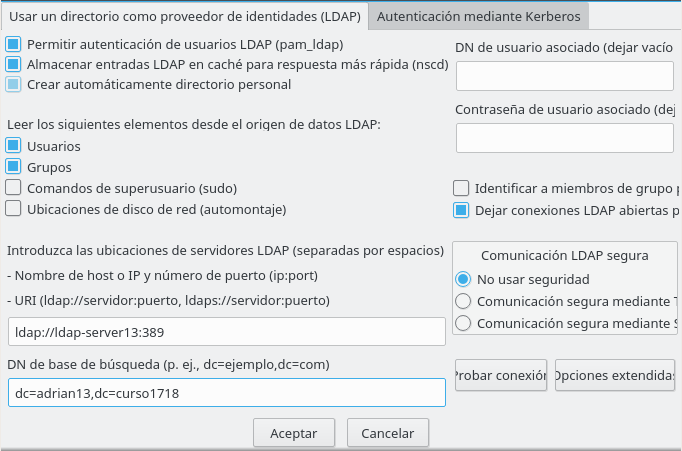 Usar un directorio como proveedor de identidades (LDAP)
Autenticación mediante Kerberos
Permitir autenticación de usuarios LDAP (pam_ldap)
Almacenar entradas LDAP en caché para respuesta más rápida (nscd)
Crear automáticamente directorio personal
Leer los siguientes elementos desde el origen de datos LDAP:
Usuarios
Grupos
Comandos de superusuario (sudo)
Ubicaciones de disco de red (automontaje)
Introduzca las ubicaciones de servidores LDAP (separadas por espacios)
- Nombre de host o IP y número de puerto (ip:port)
- URI (ldap://servidor:puerto, ldaps://servidor:puerto)
ldap://ldap-server13:389
DN de base de búsqueda (p. ej., dc=ejemplo,dc=com)
dc=adrian13,dc=curso1718
DN de usuario asociado (dejar vacío
Contraseña de usuario asociado (dej
Identificar a miembros de grupo p
Dejar conexiones LDAP abiertas p
Comunicación LDAP segura
No usar seguridad
Comunicación segura mediante T
Comunicación segura mediante S
Probar conexión
Opciones extendidas
Aceptar
Cancelar